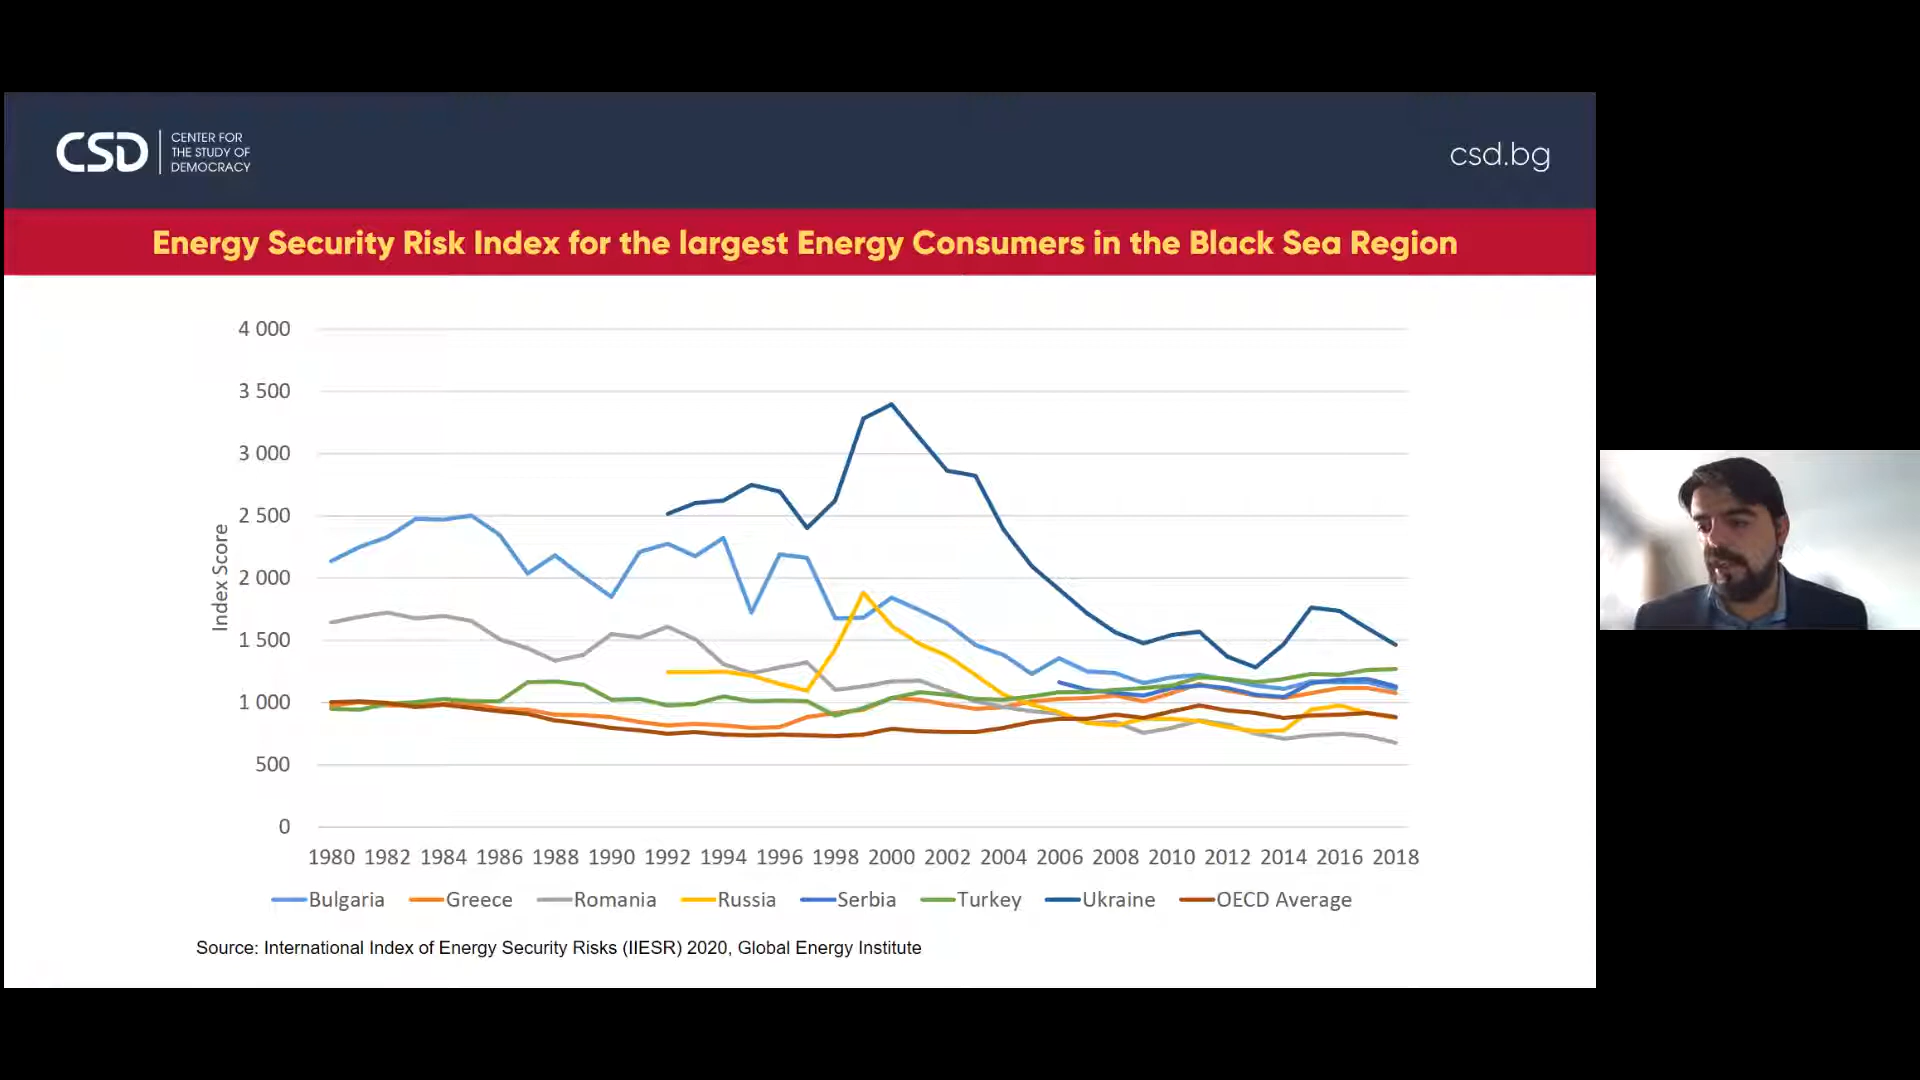 CSD
CENTER FOR
THE STUDY OF
DEMOCRACY
csd.bg
Energy Security Risk Index for the largest Energy Consumers in the Black Sea Region
Index Score
4 000
3 500
3 000
2 500
2 000
1 500
1 000
500
0
1980 1982 1984 1986 1988 1990 1992 1994 1996 1998 2000 2002 2004 2006 2008 2010 2012 2014 2016 2018
Bulgaria Greece Romania Russia Serbia Turkey Ukraine OECD Average
Source: International Index of Energy Security Risks (IIESR) 2020, Global Energy Institute